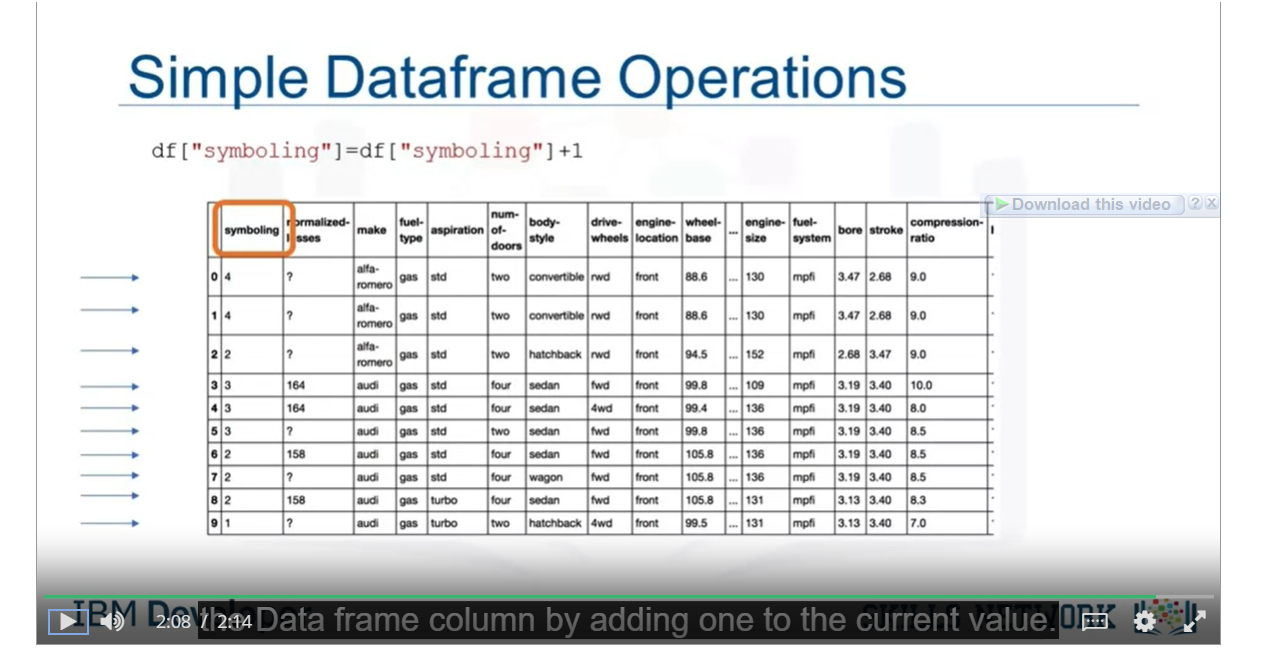 Simple Dataframe Operations
df["symboling"]=df["symboling"]+1
Download this video ? X
symboling normalized-losses make fuel-type aspiration num-of-doors body-style drive-wheels engine-location wheel-base ... engine-size fuel-system bore stroke compression-ratio
0 4 ? alfa-romero gas std two convertible rwd front 88.6 ... 130 mpfi 3.47 2.68 9.0
1 4 ? alfa-romero gas std two convertible rwd front 88.6 ... 130 mpfi 3.47 2.68 9.0
2 2 ? alfa-romero gas std two hatchback rwd front 94.5 ... 152 mpfi 2.68 3.47 9.0
3 3 164 audi gas std four sedan fwd front 99.8 ... 109 mpfi 3.19 3.40 10.0
4 3 164 audi gas std four sedan 4wd front 99.4 ... 136 mpfi 3.19 3.40 8.0
5 3 ? audi gas std two sedan fwd front 99.8 ... 136 mpfi 3.19 3.40 8.5
6 2 158 audi gas std four sedan fwd front 105.8 ... 136 mpfi 3.19 3.40 8.5
7 2 ? audi gas std four wagon fwd front 105.8 ... 136 mpfi 3.19 3.40 8.5
8 2 158 audi gas turbo four sedan fwd front 105.8 ... 131 mpfi 3.13 3.40 8.3
9 1 ? audi gas turbo two hatchback 4wd front 99.5 ... 131 mpfi 3.13 3.40 7.0
IBM Developer
2:08 / 2:14
the Data frame column by adding one to the current value.